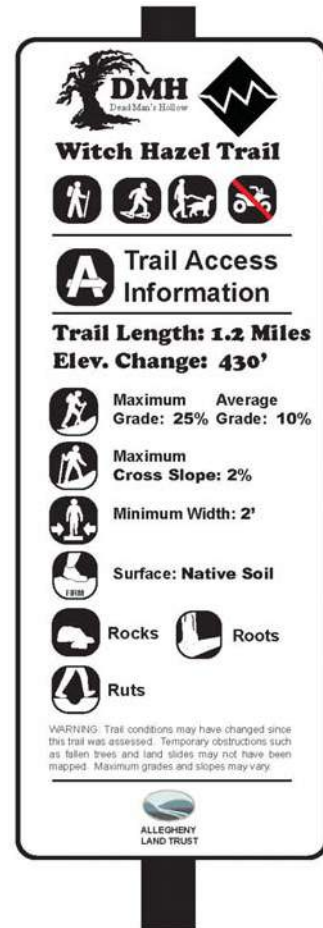 DMH
Dead Man's Hollow
Witch Hazel Trail
A Trail Access
Information
Trail Length: 1.2 Miles
Elev. Change: 430'
Maximum Grade: 25%
Average Grade: 10%
Maximum
Cross Slope: 2%
Minimum Width: 2'
FIRM
Surface: Native Soil
Rocks
Roots
Ruts
WARNING: Trail conditions may have changed since
this trail was assessed. Temporary obstructions such
as fallen trees and land slides may not have been
mapped. Maximum grades and slopes may vary.
ALLEGHENY
LAND TRUST